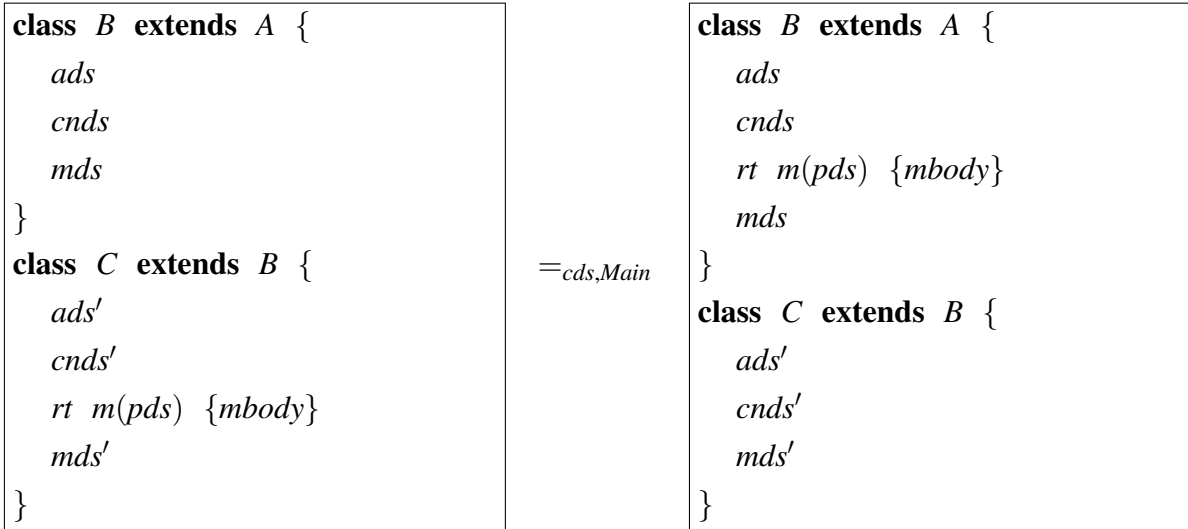 class B extends A {
ads
cnds
mds
}
class C extends B {
ads′
cnds′
rt m(pds) {mbody}
mds′
}
=cds,Main
class B extends A {
ads
cnds
rt m(pds) {mbody}
mds
}
class C extends B {
ads′
cnds′
mds′
}